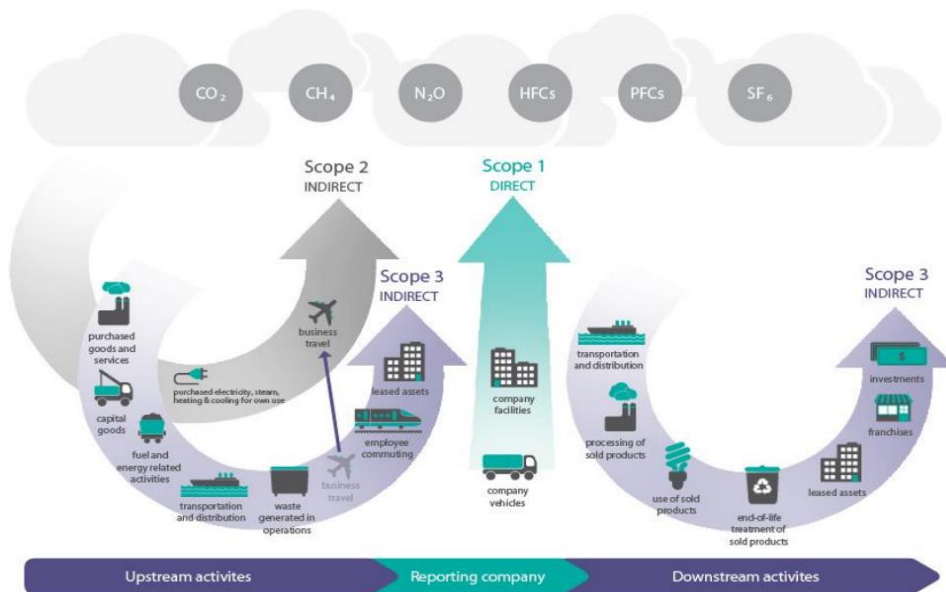 CO2
CH4
N2O
HFCs
PFCs
SF6
Scope 2
INDIRECT
Scope 1
DIRECT
Scope 3
INDIRECT
Scope 3
INDIRECT
purchased
goods and
services
capital
goods
fuel and
energy related
activities
purchased electricity, steam,
heating & cooling for own use
transportation
and distribution
waste
generated in
operations
business
travel
business
travel
employee
commuting
leased assets
company
facilities
company
vehicles
transportation
and distribution
processing of
sold products
use of sold
products
end-of-life
treatment of
sold products
leased assets
franchises
investments
Upstream activites
Reporting company
Downstream activites